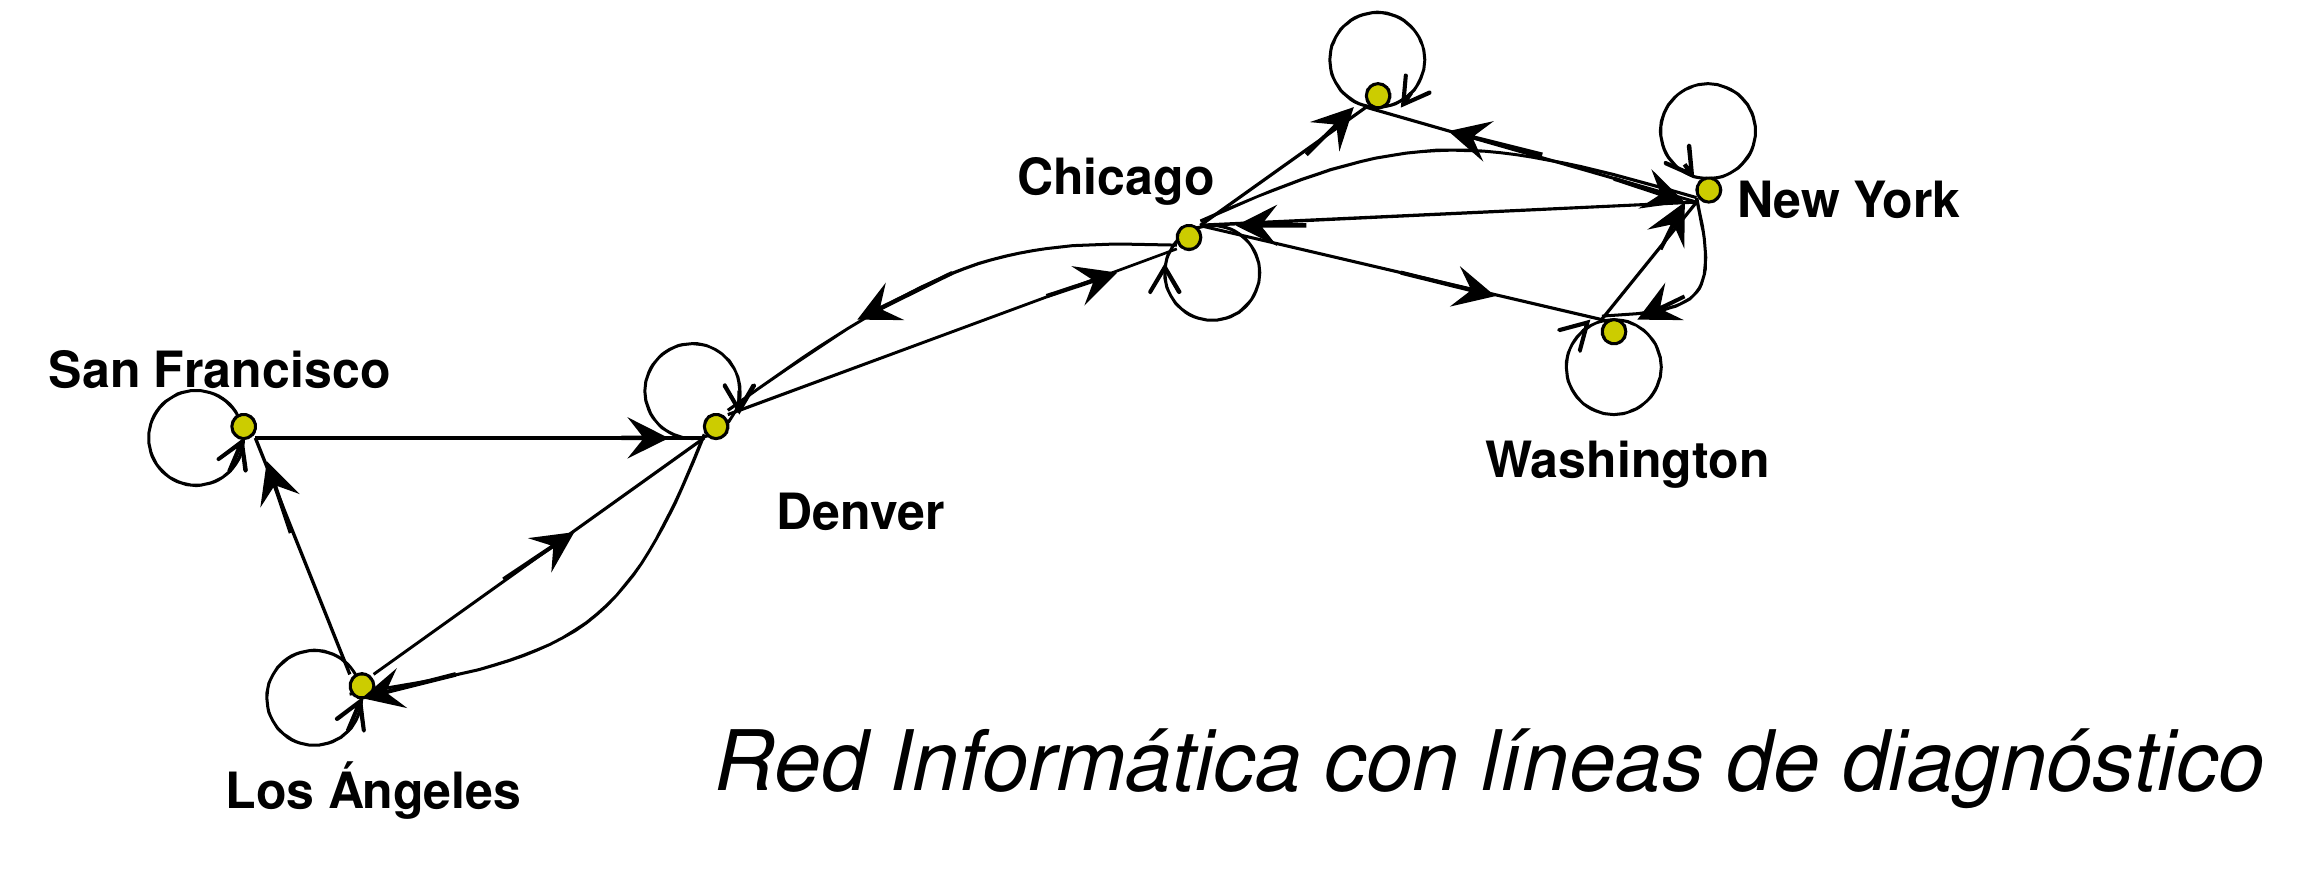 Chicago
New York
San Francisco
Washington
Denver
Los Ángeles
Red Informática con líneas de diagnóstico